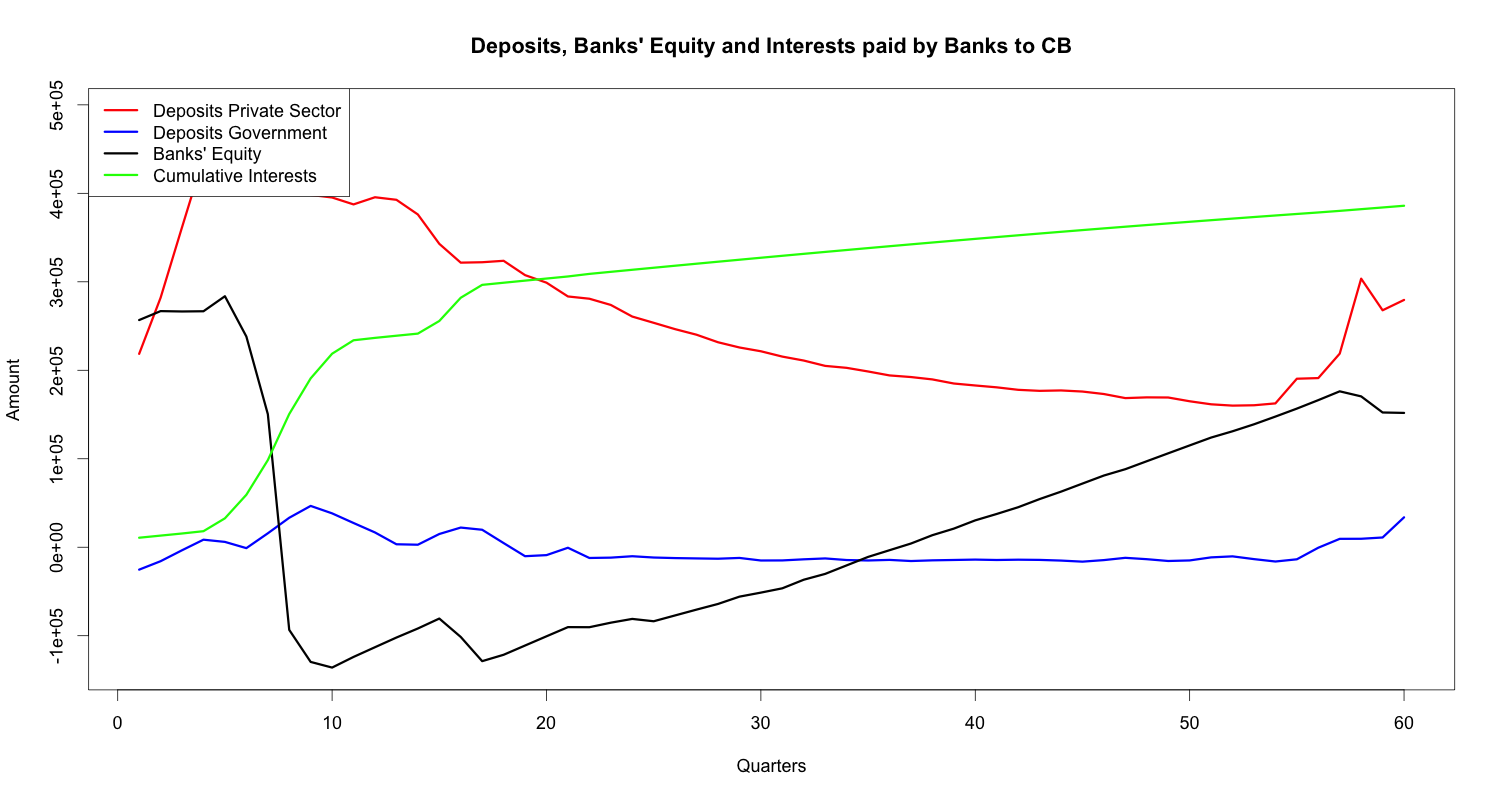 Deposits, Banks' Equity and Interests paid by Banks to CB
Deposits Private Sector
Deposits Government
Banks' Equity
Cumulative Interests
Amount
5e+05
4e+05
3e+05
2e+05
1e+05
0e+00
-1e+05
0 10 20 30 40 50 60
Quarters